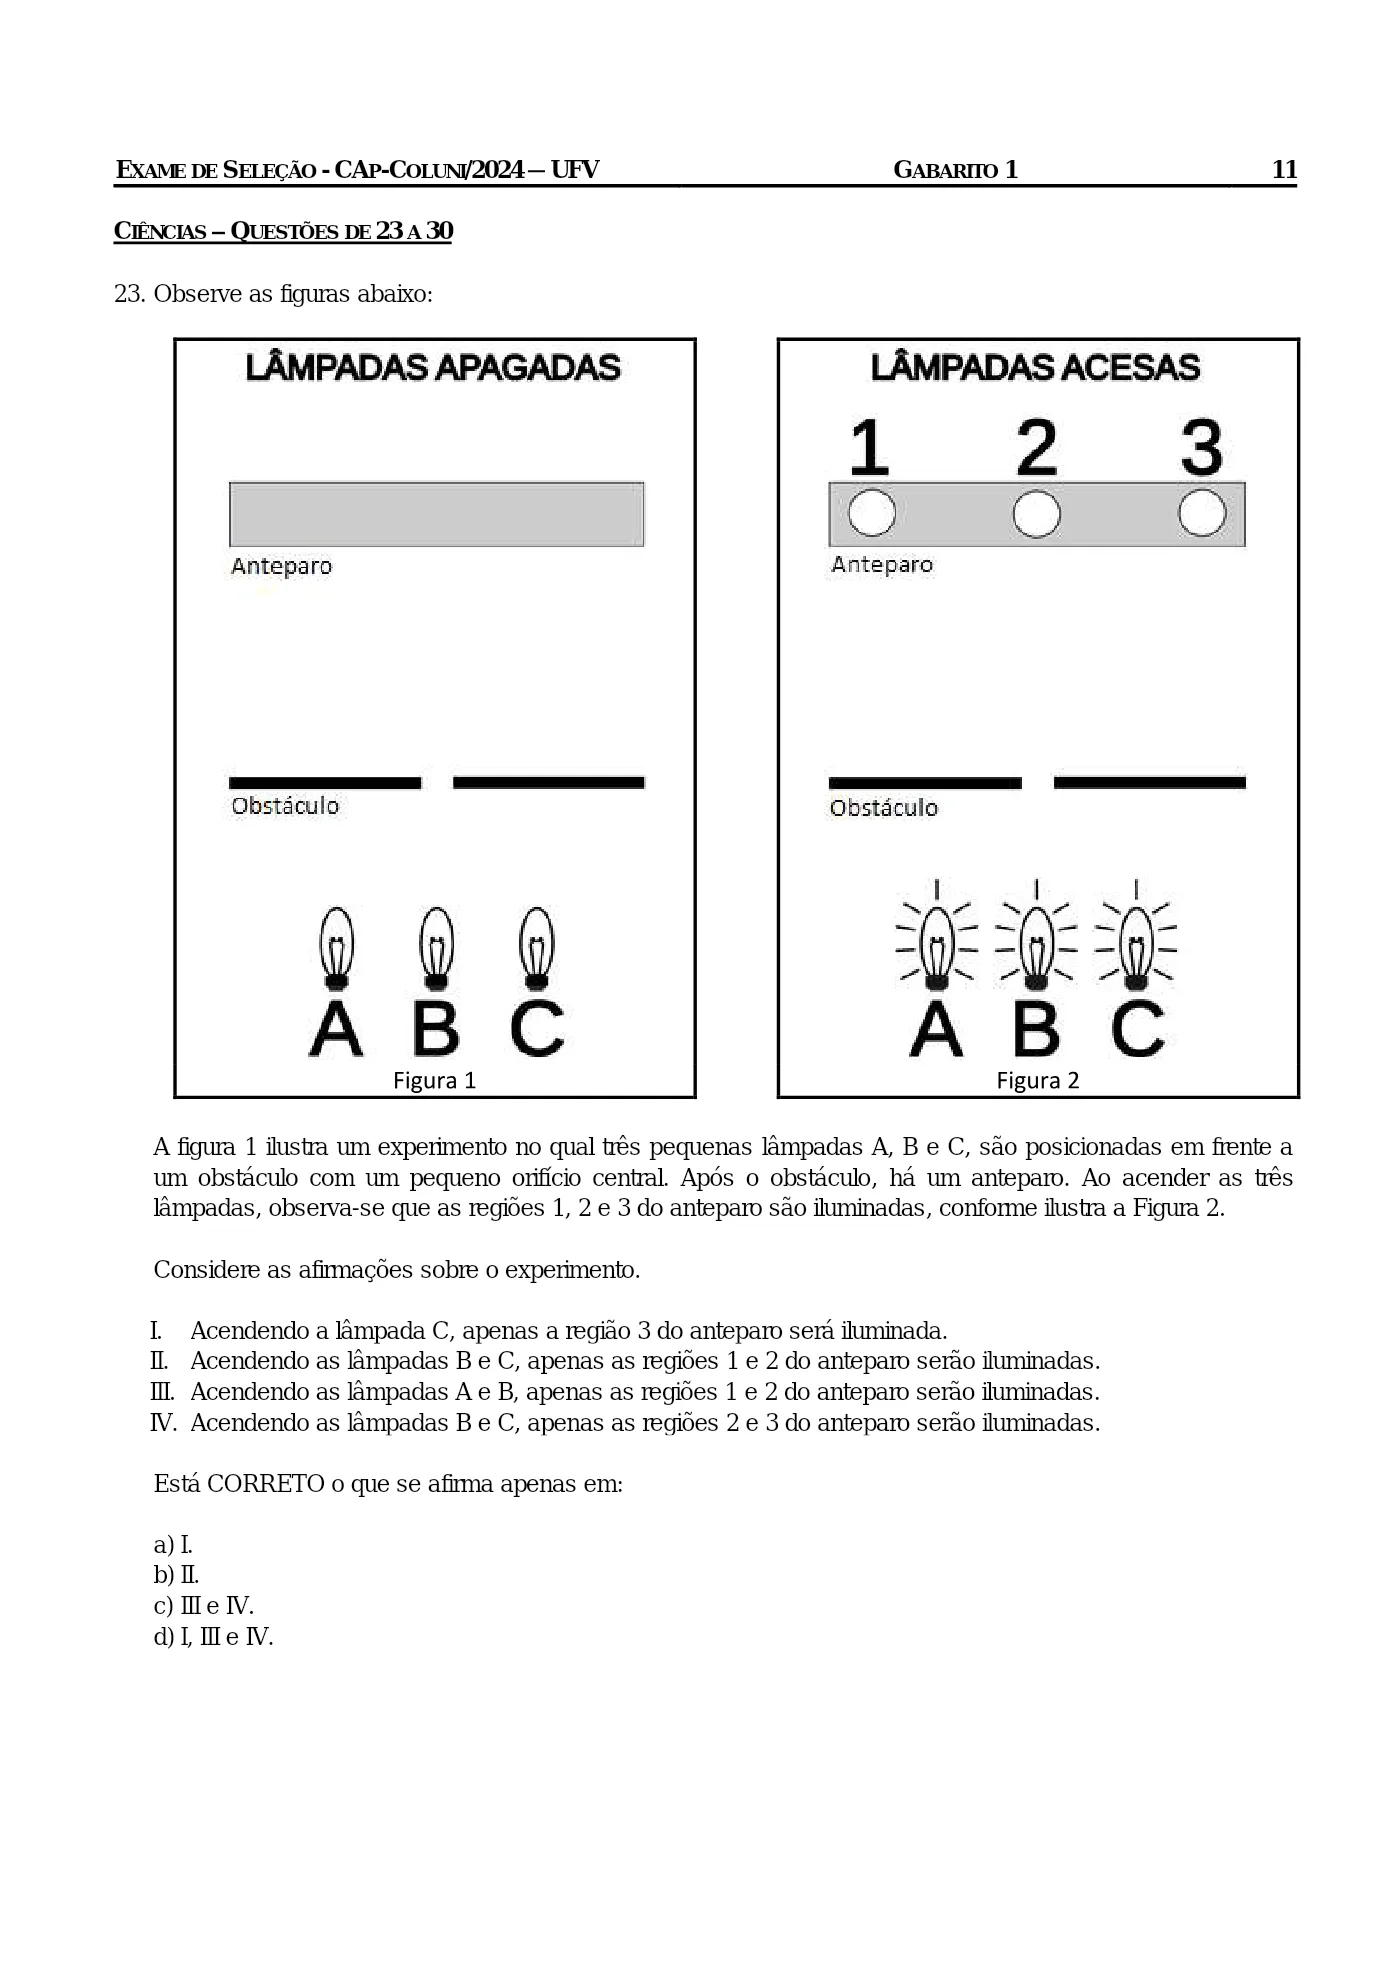 EXAME DE SELEÇÃO - CAP-COLUNI/2024 – UFV GABARITO 1 11
CIÊNCIAS – QUESTÕES DE 23 A 30
23. Observe as figuras abaixo:
LÂMPADAS APAGADAS
Anteparo
Obstáculo
A B C
Figura 1
LÂMPADAS ACESAS
1 2 3
Anteparo
Obstáculo
A B C
Figura 2
A figura 1 ilustra um experimento no qual três pequenas lâmpadas A, B e C, são posicionadas em frente a
um obstáculo com um pequeno orifício central. Após o obstáculo, há um anteparo. Ao acender as três
lâmpadas, observa-se que as regiões 1, 2 e 3 do anteparo são iluminadas, conforme ilustra a Figura 2.
Considere as afirmações sobre o experimento.
I. Acendendo a lâmpada C, apenas a região 3 do anteparo será iluminada.
II. Acendendo as lâmpadas B e C, apenas as regiões 1 e 2 do anteparo serão iluminadas.
III. Acendendo as lâmpadas A e B, apenas as regiões 1 e 2 do anteparo serão iluminadas.
IV. Acendendo as lâmpadas B e C, apenas as regiões 2 e 3 do anteparo serão iluminadas.
Está CORRETO o que se afirma apenas em:
a) I.
b) II.
c) III e IV.
d) I, III e IV.